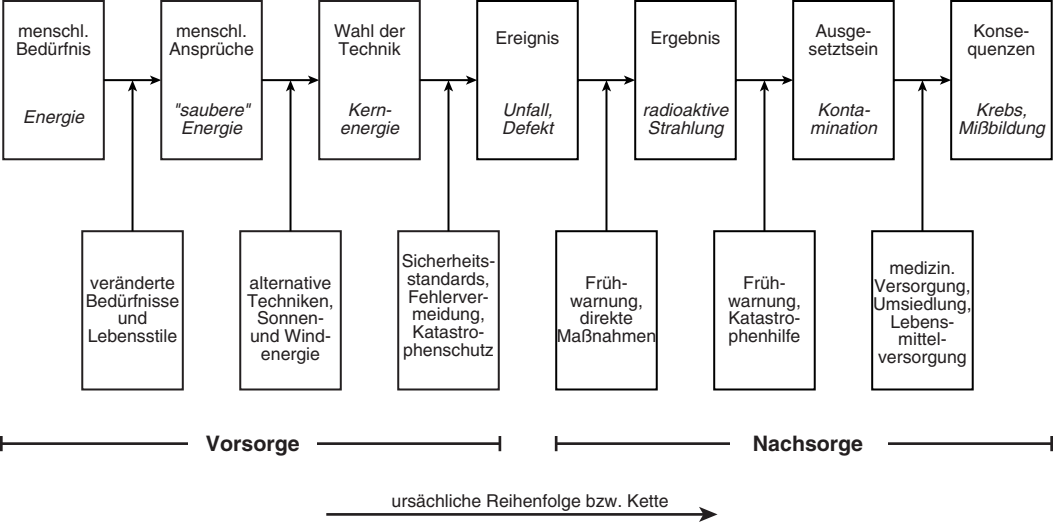 menschl.
Bedürfnis
Energie
menschl.
Ansprüche
"saubere"
Energie
Wahl der
Technik
Kern-
energie
Ereignis
Unfall,
Defekt
Ergebnis
radioaktive
Strahlung
Ausge-
setztsein
Konta-
mination
Konse-
quenzen
Krebs,
Mißbildung
veränderte
Bedürfnisse
und
Lebensstile
alternative
Techniken,
Sonnen-
und Wind-
energie
Sicherheits-
standards,
Fehlerver-
meidung,
Katastro-
phenschutz
Früh-
warnung,
direkte
Maßnahmen
Früh-
warnung,
Katastro-
phenhilfe
medizin.
Versorgung,
Umsiedlung,
Lebens-
mittel-
versorgung
Vorsorge
Nachsorge
ursächliche Reihenfolge bzw. Kette